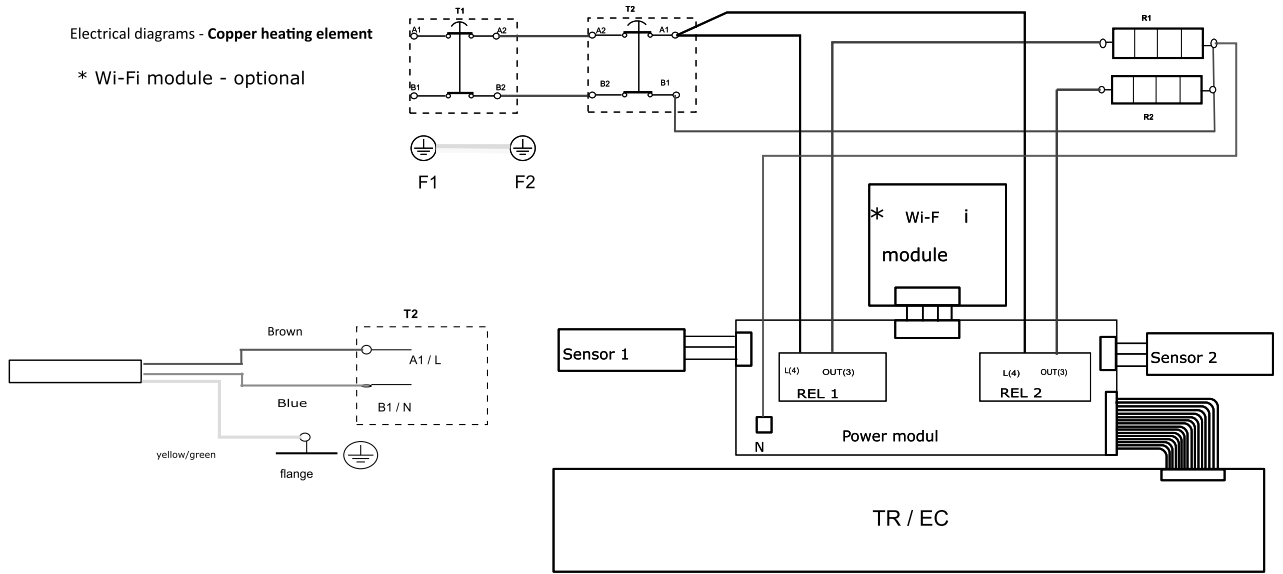 Electrical diagrams - Copper heating element
* Wi-Fi module - optional
T1
A1
A2
B1
B2
T2
A2
A1
B2
B1
R1
R2
F1
F2
* Wi-F i
module
Sensor 1
Sensor 2
L(4)
OUT(3)
REL 1
L(4)
OUT(3)
REL 2
N
Power modul
TR / EC
T2
Brown
A1 / L
Blue
B1 / N
yellow/green
flange